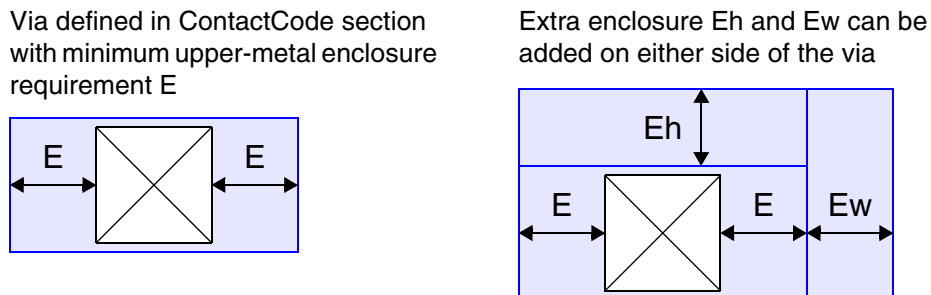 Via defined in ContactCode section
with minimum upper-metal enclosure
requirement E
E E
Extra enclosure Eh and Ew can be
added on either side of the via
Eh
E E Ew